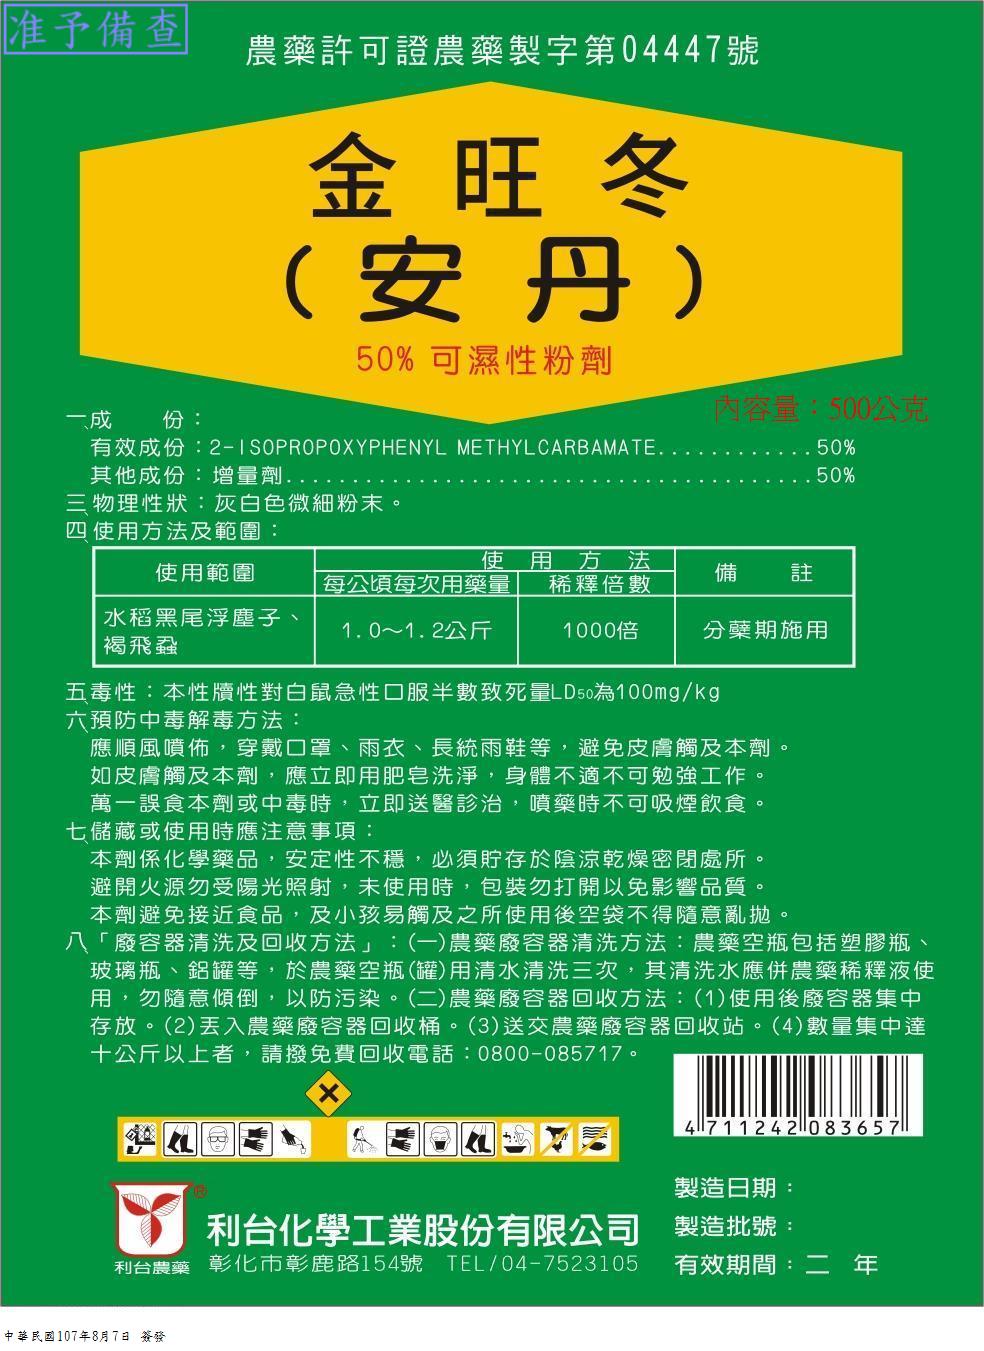 准予備查
農藥許可證農藥製字第04447號
金旺冬
(安丹)
50% 可濕性粉劑
內容量：500公克
一、成　　份：
有效成份：2-ISOPROPOXYPHENYL METHYLCARBAMATE............50%
其他成份：增量劑........................................50%
三、物理性狀：灰白色微細粉末。
四、使用方法及範圍：
使用範圍
使　用　方　法
備　　註
每公頃每次用藥量
稀釋倍數
水稻黑尾浮塵子、
褐飛蝨
1.0～1.2公斤
1000倍
分蘗期施用
五、毒性：本性牘性對白鼠急性口服半數致死量LD50為100mg/kg
六、預防中毒解毒方法：
應順風噴佈，穿戴口罩、雨衣、長統雨鞋等，避免皮膚觸及本劑。
如皮膚觸及本劑，應立即用肥皂洗淨，身體不適不可勉強工作。
萬一誤食本劑或中毒時，立即送醫診治，噴藥時不可吸煙飲食。
七、儲藏或使用時應注意事項：
本劑係化學藥品，安定性不穩，必須貯存於陰涼乾燥密閉處所。
避開火源勿受陽光照射，未使用時，包裝勿打開以免影響品質。
本劑避免接近食品，及小孩易觸及之所使用後空袋不得隨意亂拋。
八、「廢容器清洗及回收方法」：(一)農藥廢容器清洗方法：農藥空瓶包括塑膠瓶、
玻璃瓶、鋁罐等，於農藥空瓶(罐)用清水清洗三次，其清洗水應併農藥稀釋液使
用，勿隨意傾倒，以防污染。(二)農藥廢容器回收方法：(1)使用後廢容器集中
存放。(2)丟入農藥廢容器回收桶。(3)送交農藥廢容器回收站。(4)數量集中達
十公斤以上者，請撥免費回收電話：0800-085717。
4 711242 083657
利台農藥
®
利台化學工業股份有限公司
彰化市彰鹿路154號　TEL/04-7523105
製造日期：
製造批號：
有效期間：二　年
中華民國107年8月7日 簽發